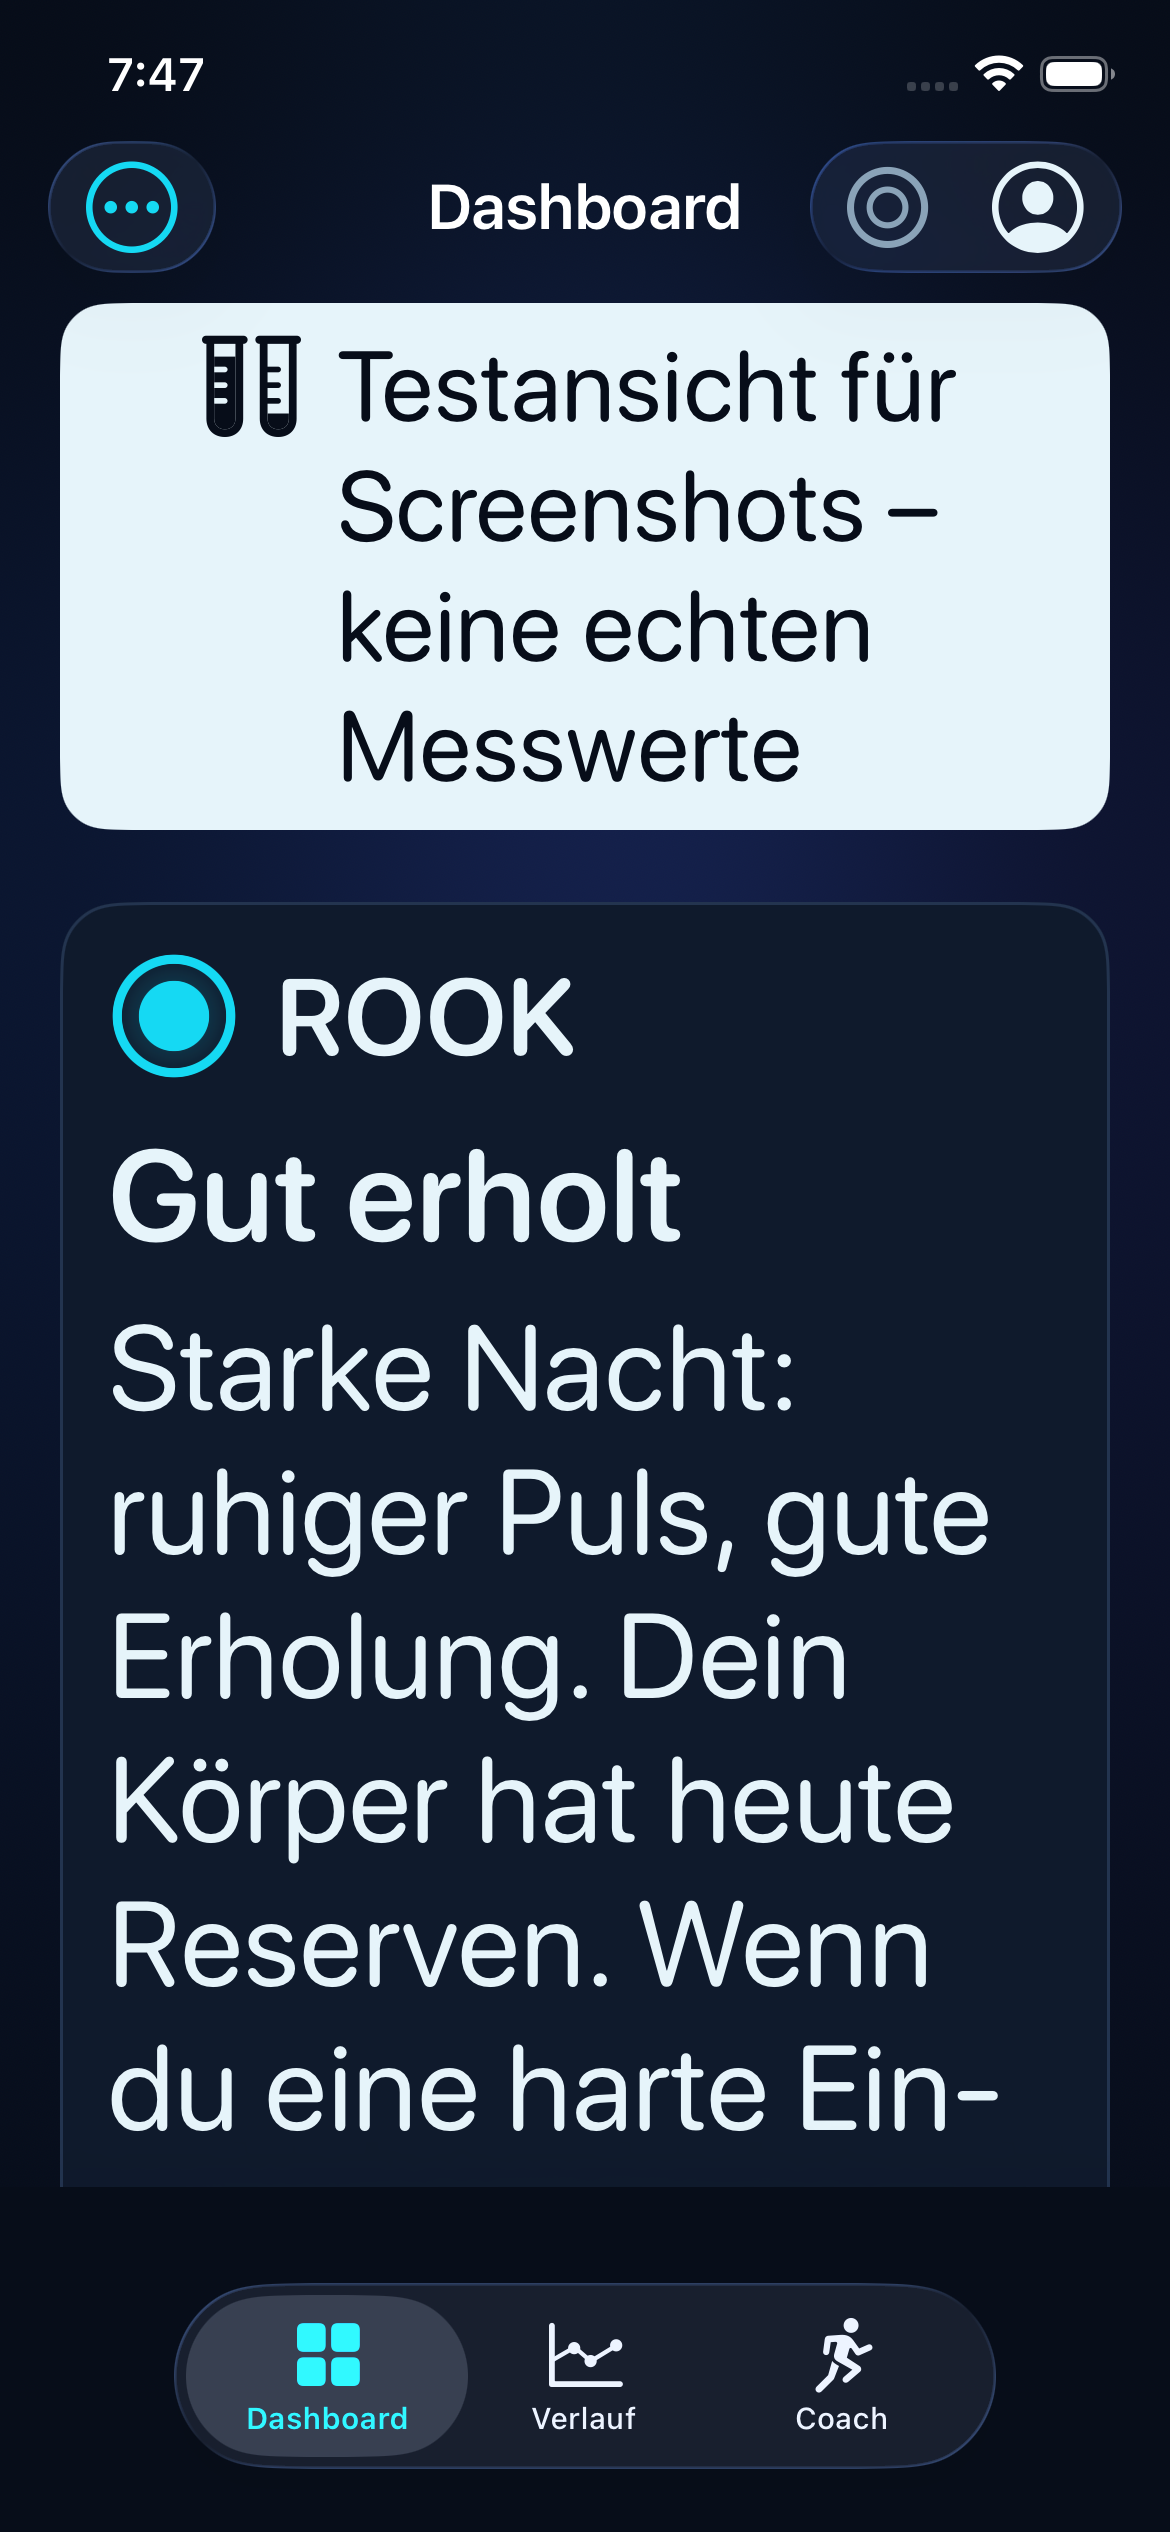 7:47
Dashboard
Testansicht für
Screenshots –
keine echten
Messwerte
ROOK
Gut erholt
Starke Nacht:
ruhiger Puls, gute
Erholung. Dein
Körper hat heute
Reserven. Wenn
du eine harte Ein-
Dashboard
Verlauf
Coach